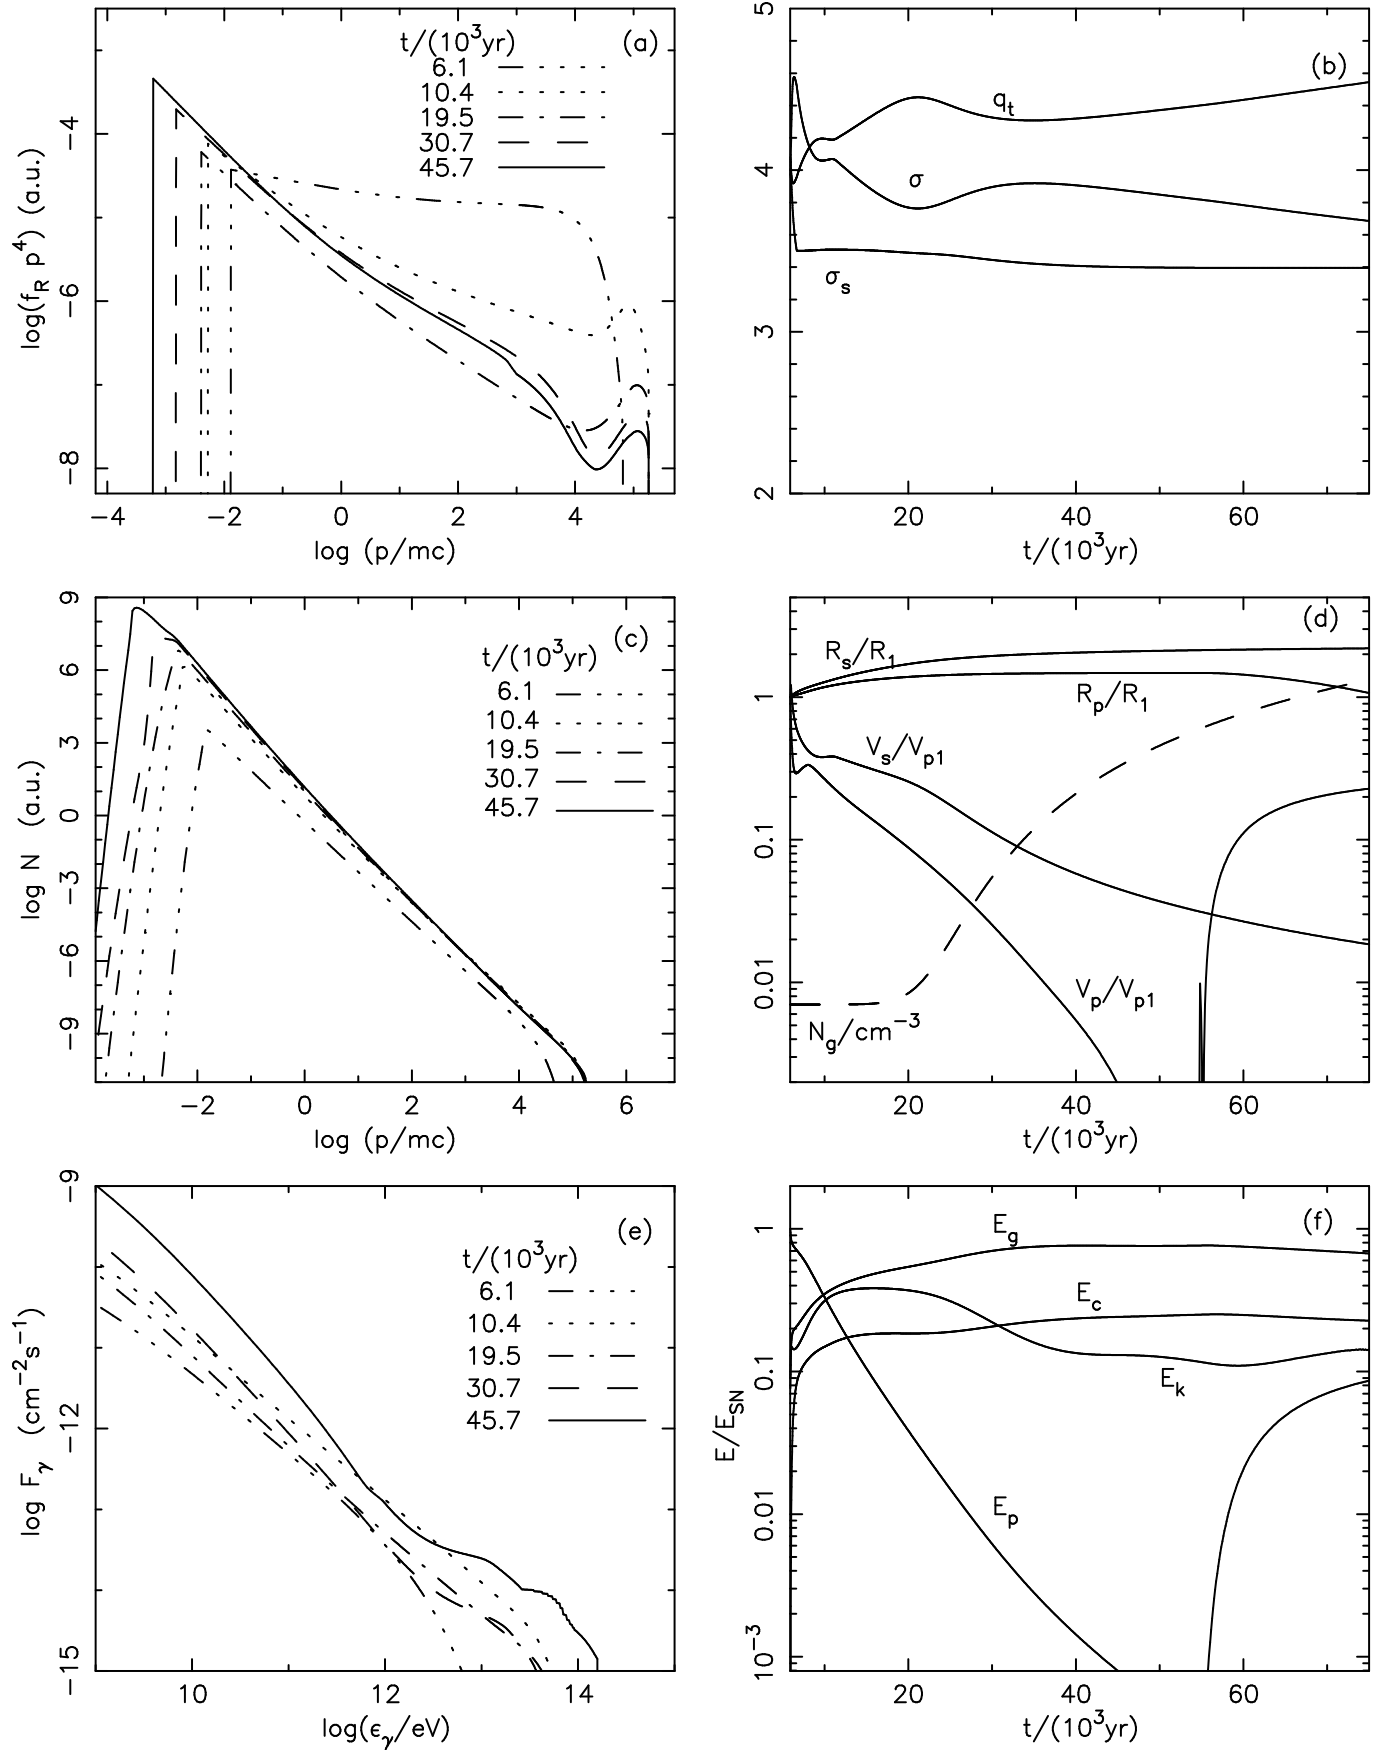 (a)
t/(10³yr)
6.1
10.4
19.5
30.7
45.7
log(f_R p⁴) (a.u.)
−4
−6
−8
−4 −2 0 2 4
log (p/mc)
(b)
5
4
3
2
q_t
σ
σ_s
20 40 60
t/(10³yr)
(c)
t/(10³yr)
6.1
10.4
19.5
30.7
45.7
log N (a.u.)
9
6
3
0
−3
−6
−9
−2 0 2 4 6
log (p/mc)
(d)
R_s/R_1
R_p/R_1
V_s/V_p1
V_p/V_p1
N_g/cm⁻³
1
0.1
0.01
20 40 60
t/(10³yr)
(e)
t/(10³yr)
6.1
10.4
19.5
30.7
45.7
log F_γ (cm⁻²s⁻¹)
−9
−12
−15
10 12 14
log(ϵ_γ/eV)
(f)
E_g
E_c
E_k
E_p
E/E_SN
1
0.1
0.01
10⁻³
20 40 60
t/(10³yr)